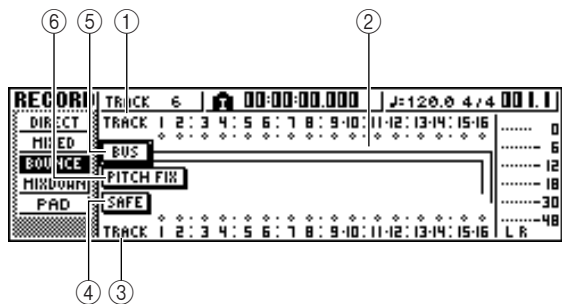 ⑥ ⑤ ① ②
RECORD TRACK 6 00:00:00.000 ♩=120.0 4/4 001.1
DIRECT
MIXED
BOUNCE
MIXDOWN
PAD
TRACK 1 2: 3 4: 5 6: 7 8: 9·10: 11·12: 13·14: 15·16
BUS
PITCH FIX
SAFE
TRACK 1 2: 3 4: 5 6: 7 8: 9·10: 11·12: 13·14: 15·16
0
6
12
18
30
48
L R
④ ③